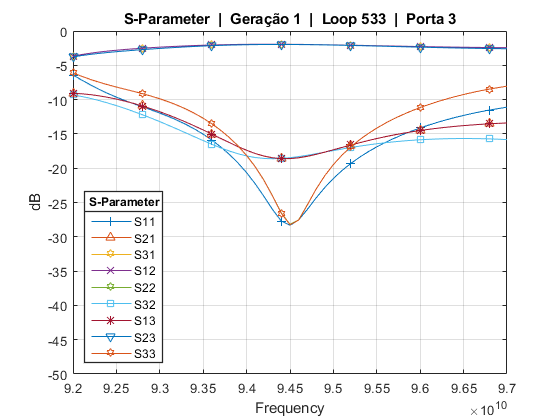 S-Parameter | Geração 1 | Loop 533 | Porta 3
0
-5
-10
-15
-20
-25
-30
-35
-40
-45
-50
dB
S-Parameter
S11
S21
S31
S12
S22
S32
S13
S23
S33
9.2 9.25 9.3 9.35 9.4 9.45 9.5 9.55 9.6 9.65 9.7
Frequency
×10^10